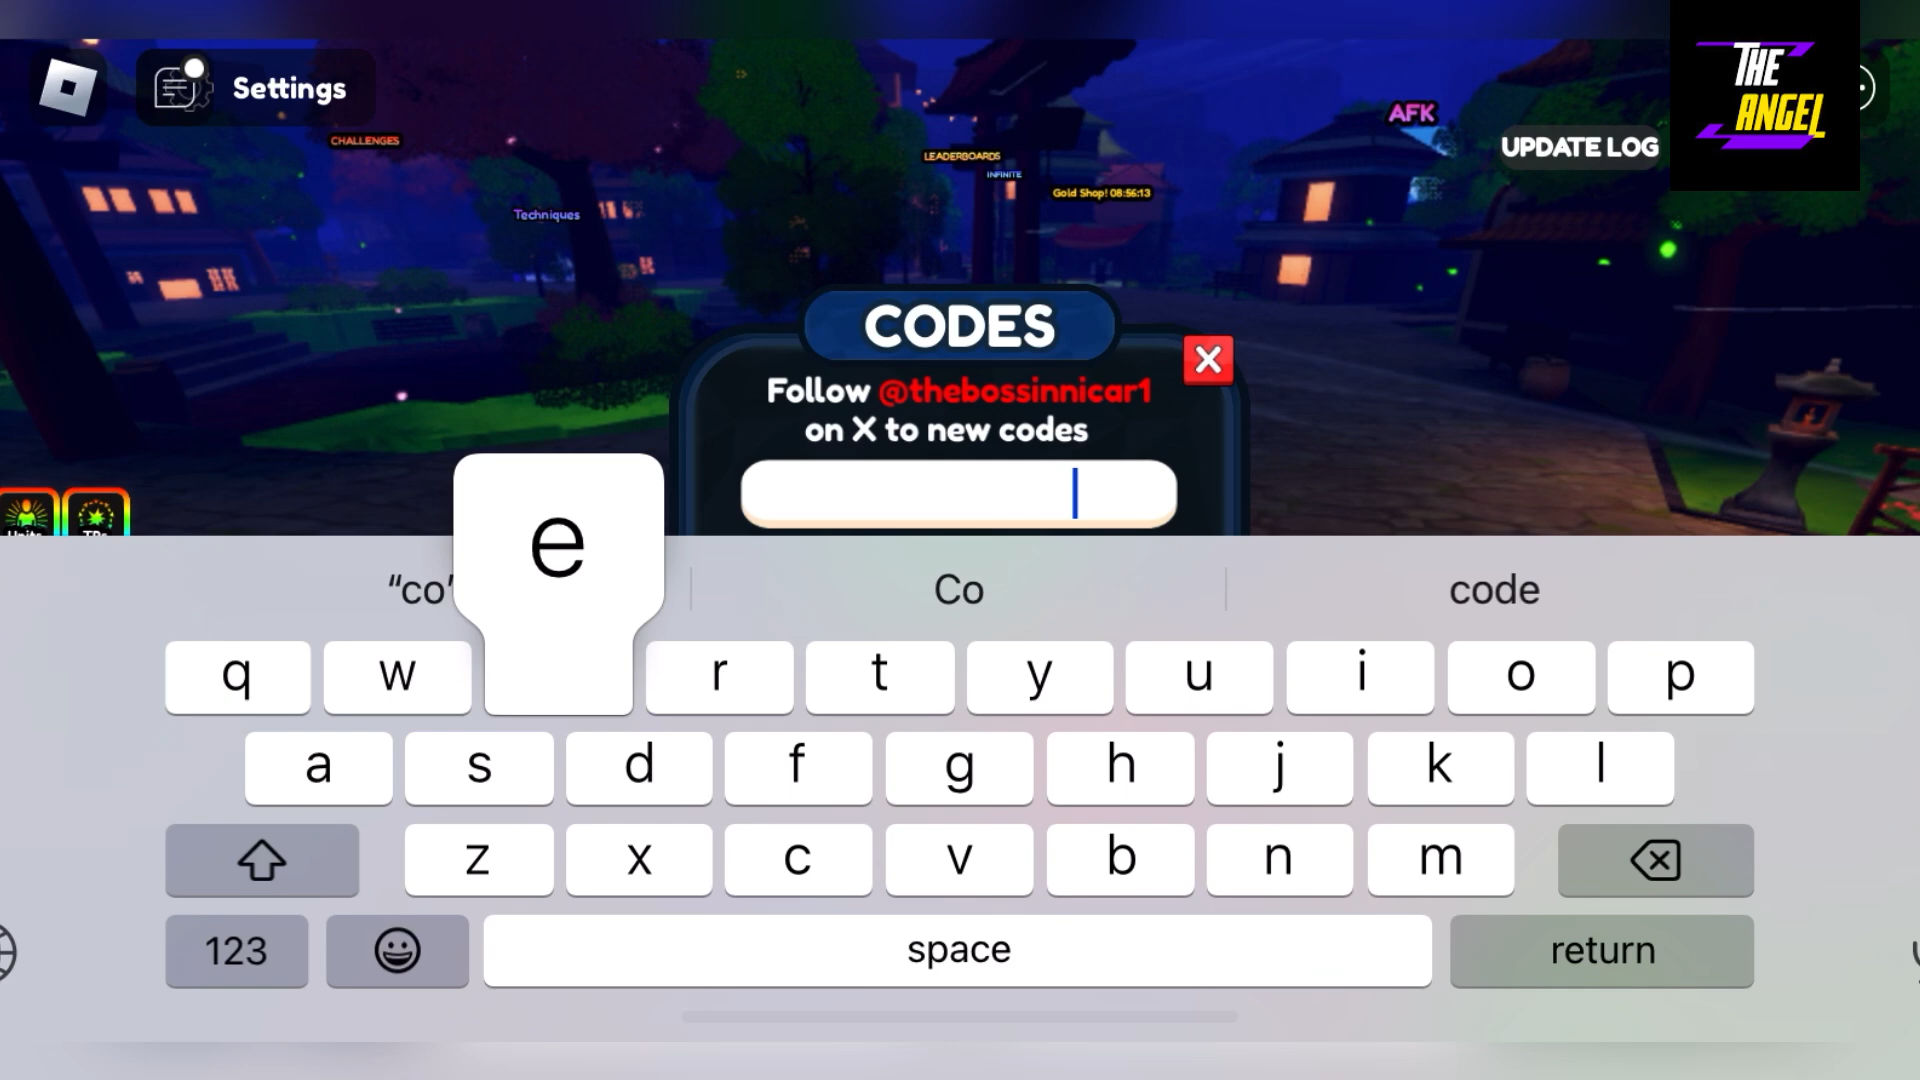 Settings
CHALLENGES
Techniques
LEADERBOARDS
INFINITE
Gold Shop! 08:56:13
AFK
UPDATE LOG
THE
ANGEL
CODES
X
Follow @thebossinnicar1
on X to new codes
Units
“co”
Co
code
e
q w r t y u i o p
a s d f g h j k l
z x c v b n m
123
space
return